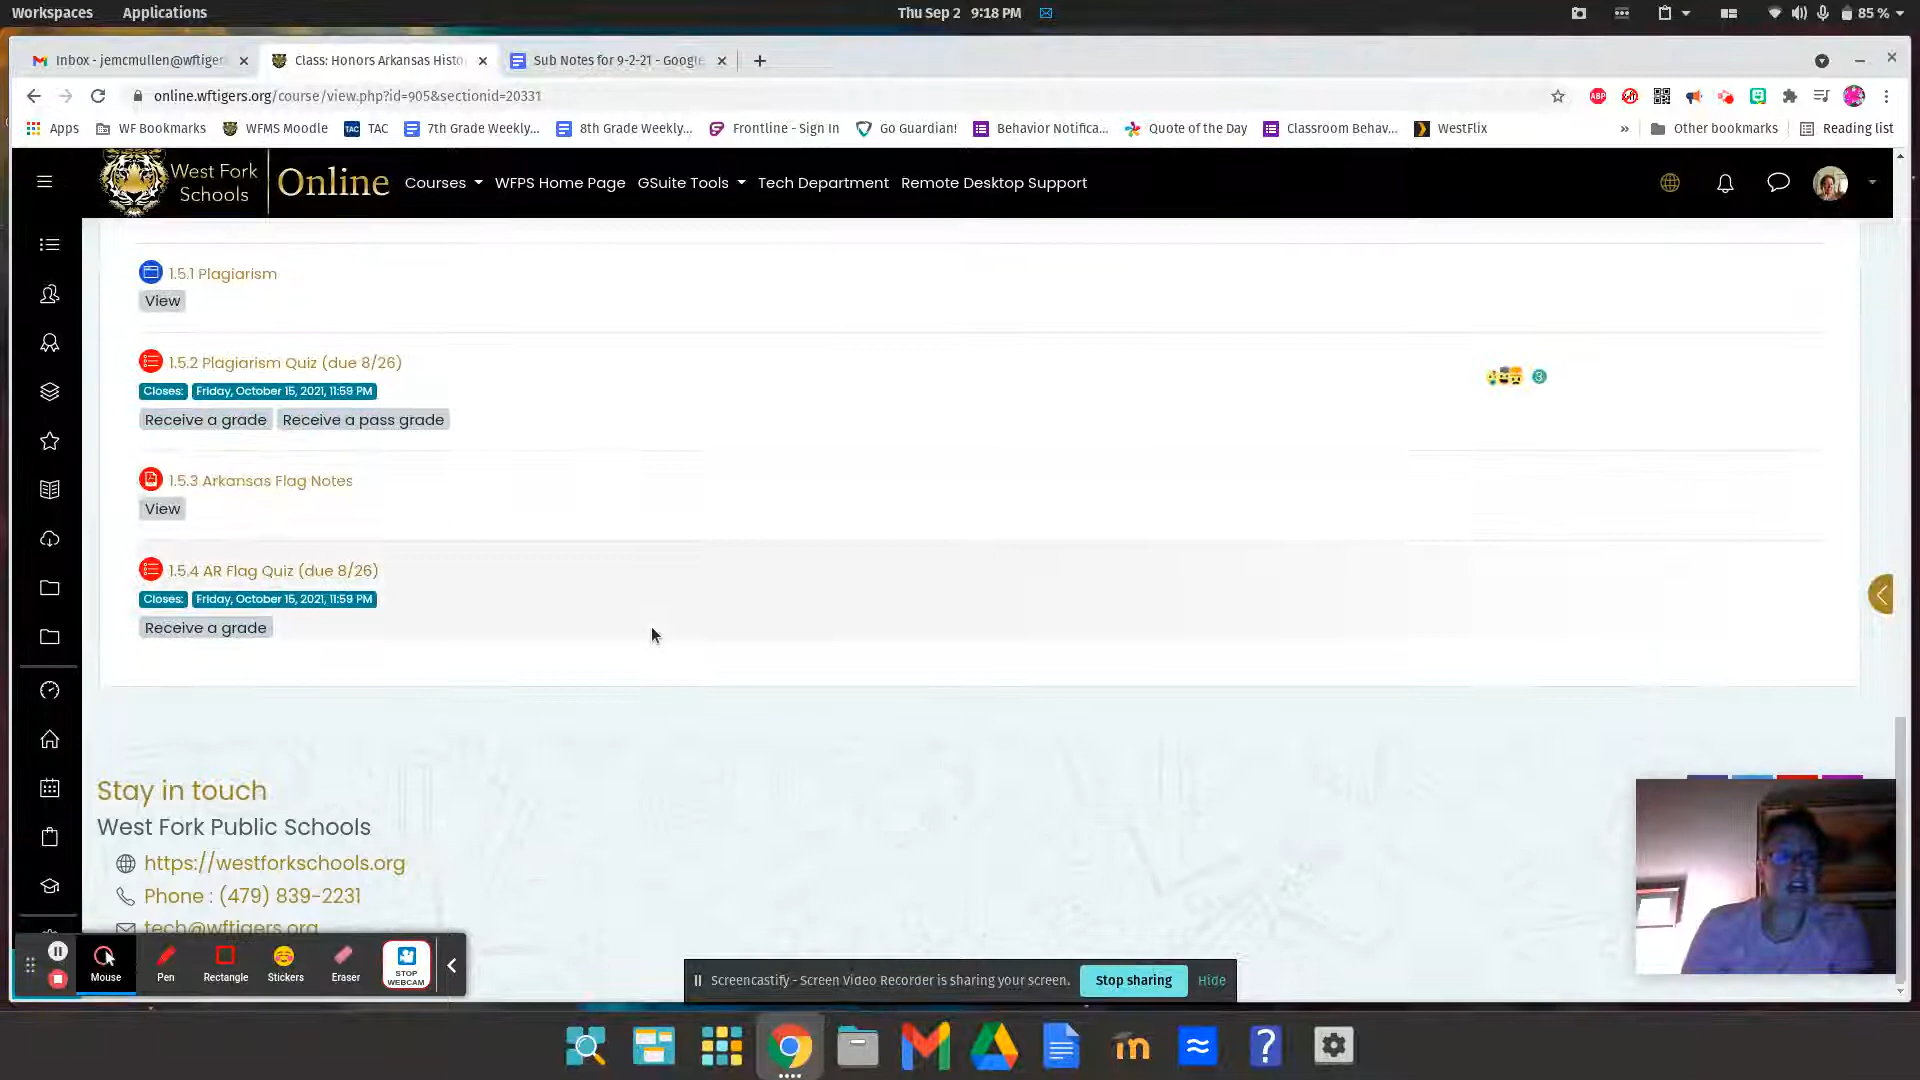 Workspaces Applications Thu Sep 2 9:18 PM 85 %
Inbox - jemcmullen@wftiger Class: Honors Arkansas Histo Sub Notes for 9-2-21 - Google
online.wftigers.org/course/view.php?id=905&sectionid=20331 ABP
Apps WF Bookmarks WFMS Moodle TAC TAC 7th Grade Weekly... 8th Grade Weekly... Frontline - Sign In Go Guardian! Behavior Notifica... Quote of the Day Classroom Behav... WestFlix » Other bookmarks Reading list
West Fork Schools Online Courses WFPS Home Page GSuite Tools Tech Department Remote Desktop Support
1.5.1 Plagiarism
View
1.5.2 Plagiarism Quiz (due 8/26)
3
Closes: Friday, October 15, 2021, 11:59 PM
Receive a grade Receive a pass grade
1.5.3 Arkansas Flag Notes
View
1.5.4 AR Flag Quiz (due 8/26)
Closes: Friday, October 15, 2021, 11:59 PM
Receive a grade
Stay in touch
West Fork Public Schools
https://westforkschools.org
Phone : (479) 839-2231
tech@wftigers.org
Mouse Pen Rectangle Stickers Eraser STOP WEBCAM
Screencastify - Screen Video Recorder is sharing your screen. Stop sharing Hide